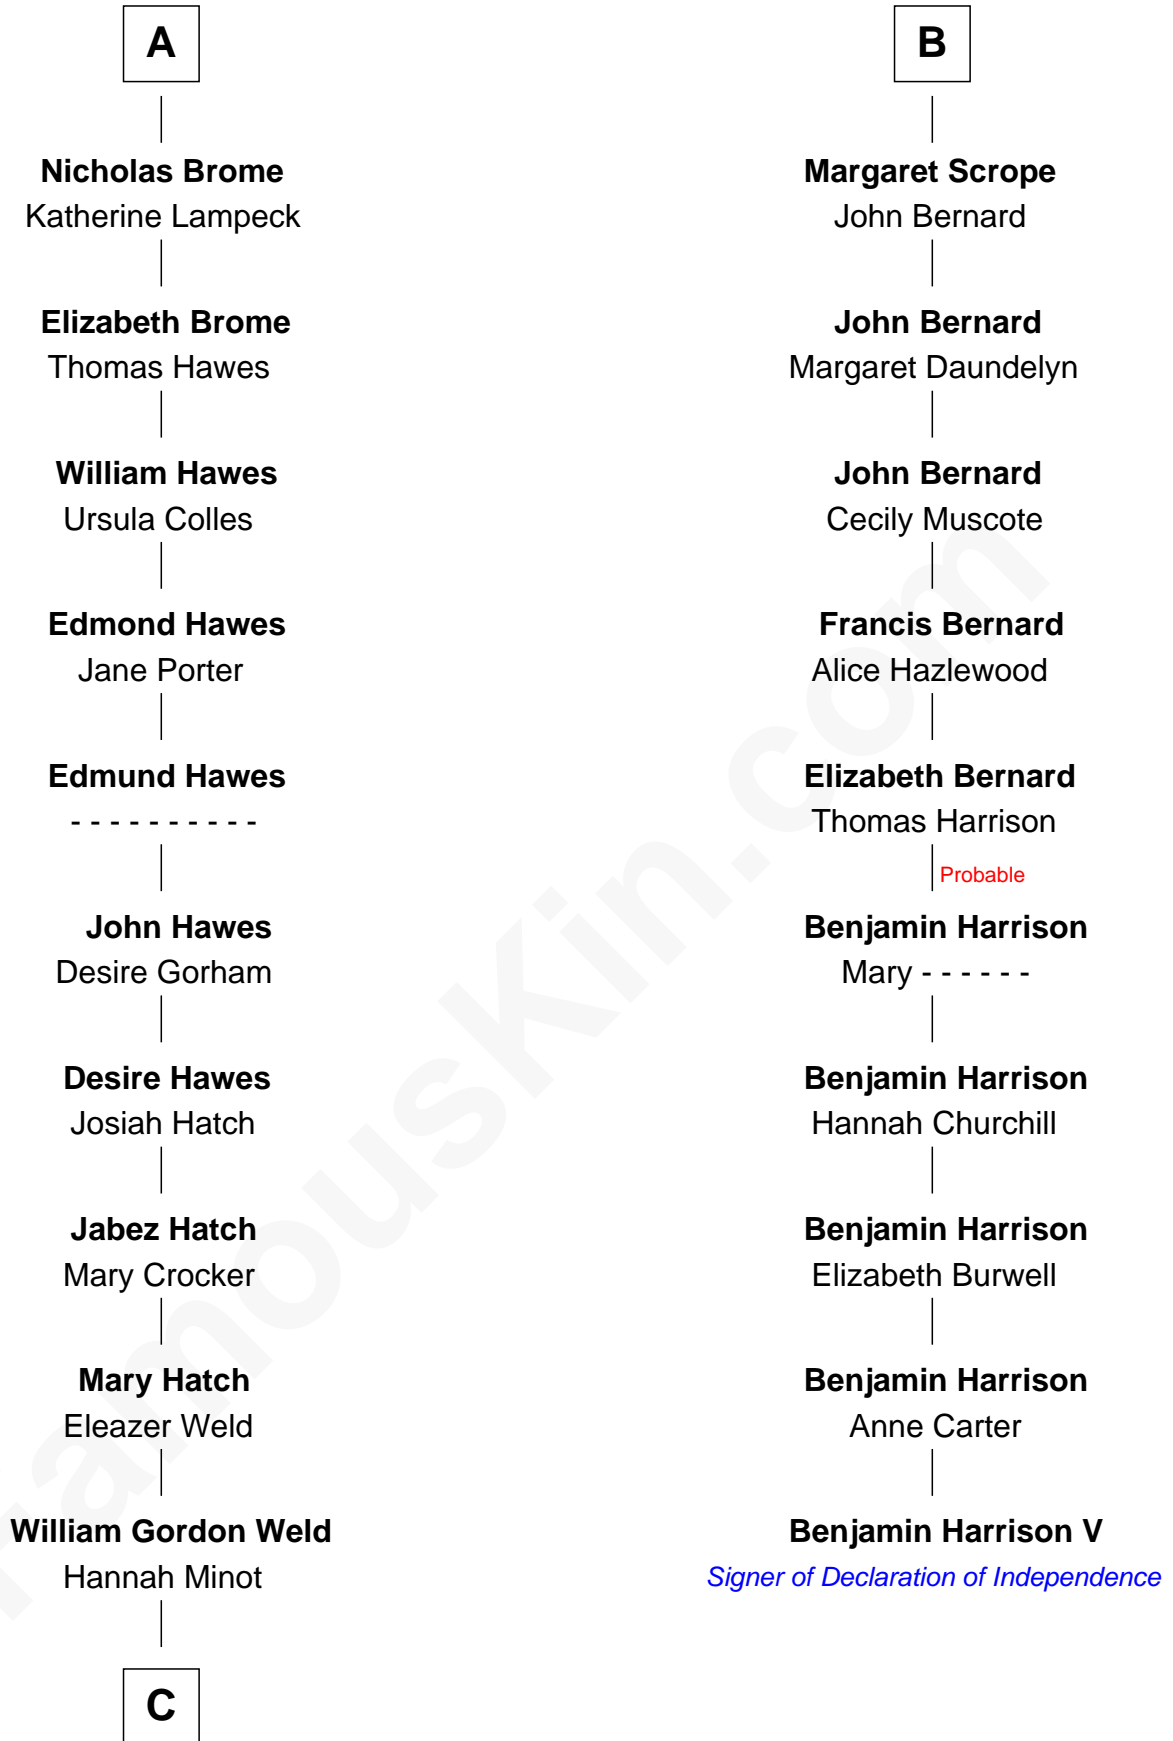 A
Nicholas Brome
Katherine Lampeck
Elizabeth Brome
Thomas Hawes
William Hawes
Ursula Colles
Edmond Hawes
Jane Porter
Edmund Hawes
- - - - - - - - - -
John Hawes
Desire Gorham
Desire Hawes
Josiah Hatch
Jabez Hatch
Mary Crocker
Mary Hatch
Eleazer Weld
William Gordon Weld
Hannah Minot
C
B
Margaret Scrope
John Bernard
John Bernard
Margaret Daundelyn
John Bernard
Cecily Muscote
Francis Bernard
Alice Hazlewood
Elizabeth Bernard
Thomas Harrison
Probable
Benjamin Harrison
Mary - - - - - -
Benjamin Harrison
Hannah Churchill
Benjamin Harrison
Elizabeth Burwell
Benjamin Harrison
Anne Carter
Benjamin Harrison V
Signer of Declaration of Independence
FamousKin.com